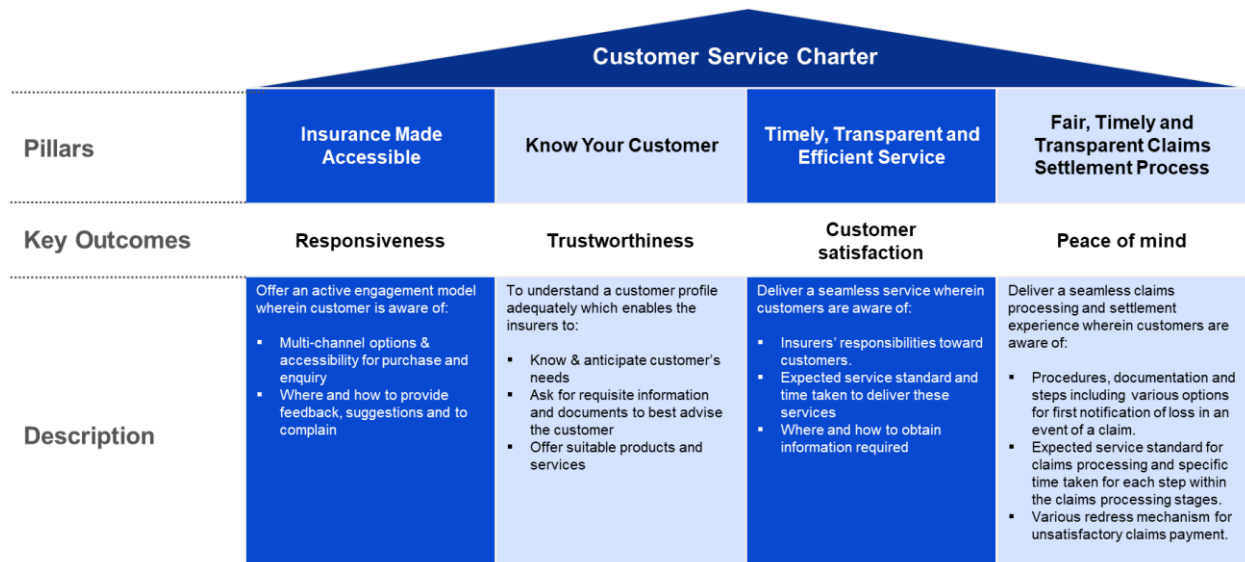 Customer Service Charter
Pillars
Insurance Made
Accessible
Know Your Customer
Timely, Transparent and
Efficient Service
Fair, Timely and
Transparent Claims
Settlement Process
Key Outcomes
Responsiveness
Trustworthiness
Customer
satisfaction
Peace of mind
Description
Offer an active engagement model
wherein customer is aware of:
▪ Multi-channel options &
accessibility for purchase and
enquiry
▪ Where and how to provide
feedback, suggestions and to
complain
To understand a customer profile
adequately which enables the
insurers to:
▪ Know & anticipate customer's
needs
▪ Ask for requisite information
and documents to best advise
the customer
▪ Offer suitable products and
services
Deliver a seamless service wherein
customers are aware of:
▪ Insurers' responsibilities toward
customers.
▪ Expected service standard and
time taken to deliver these
services
▪ Where and how to obtain
information required
Deliver a seamless claims
processing and settlement
experience wherein customers are
aware of:
▪ Procedures, documentation and
steps including various options
for first notification of loss in an
event of a claim.
▪ Expected service standard for
claims processing and specific
time taken for each step within
the claims processing stages.
▪ Various redress mechanism for
unsatisfactory claims payment.